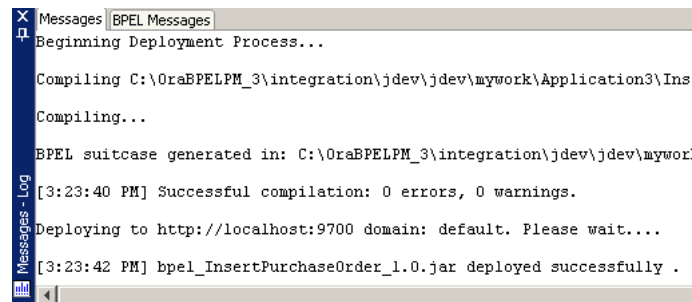 Messages BPEL Messages
Beginning Deployment Process...
Compiling C:\OraBPELPM_3\integration\jdev\jdev\mywork\Application3\Ins
Compiling...
BPEL suitcase generated in: C:\OraBPELPM_3\integration\jdev\jdev\mywor
[3:23:40 PM] Successful compilation: 0 errors, 0 warnings.
Deploying to http://localhost:9700 domain: default. Please wait....
[3:23:42 PM] bpel_InsertPurchaseOrder_1.0.jar deployed successfully .
Messages - Log